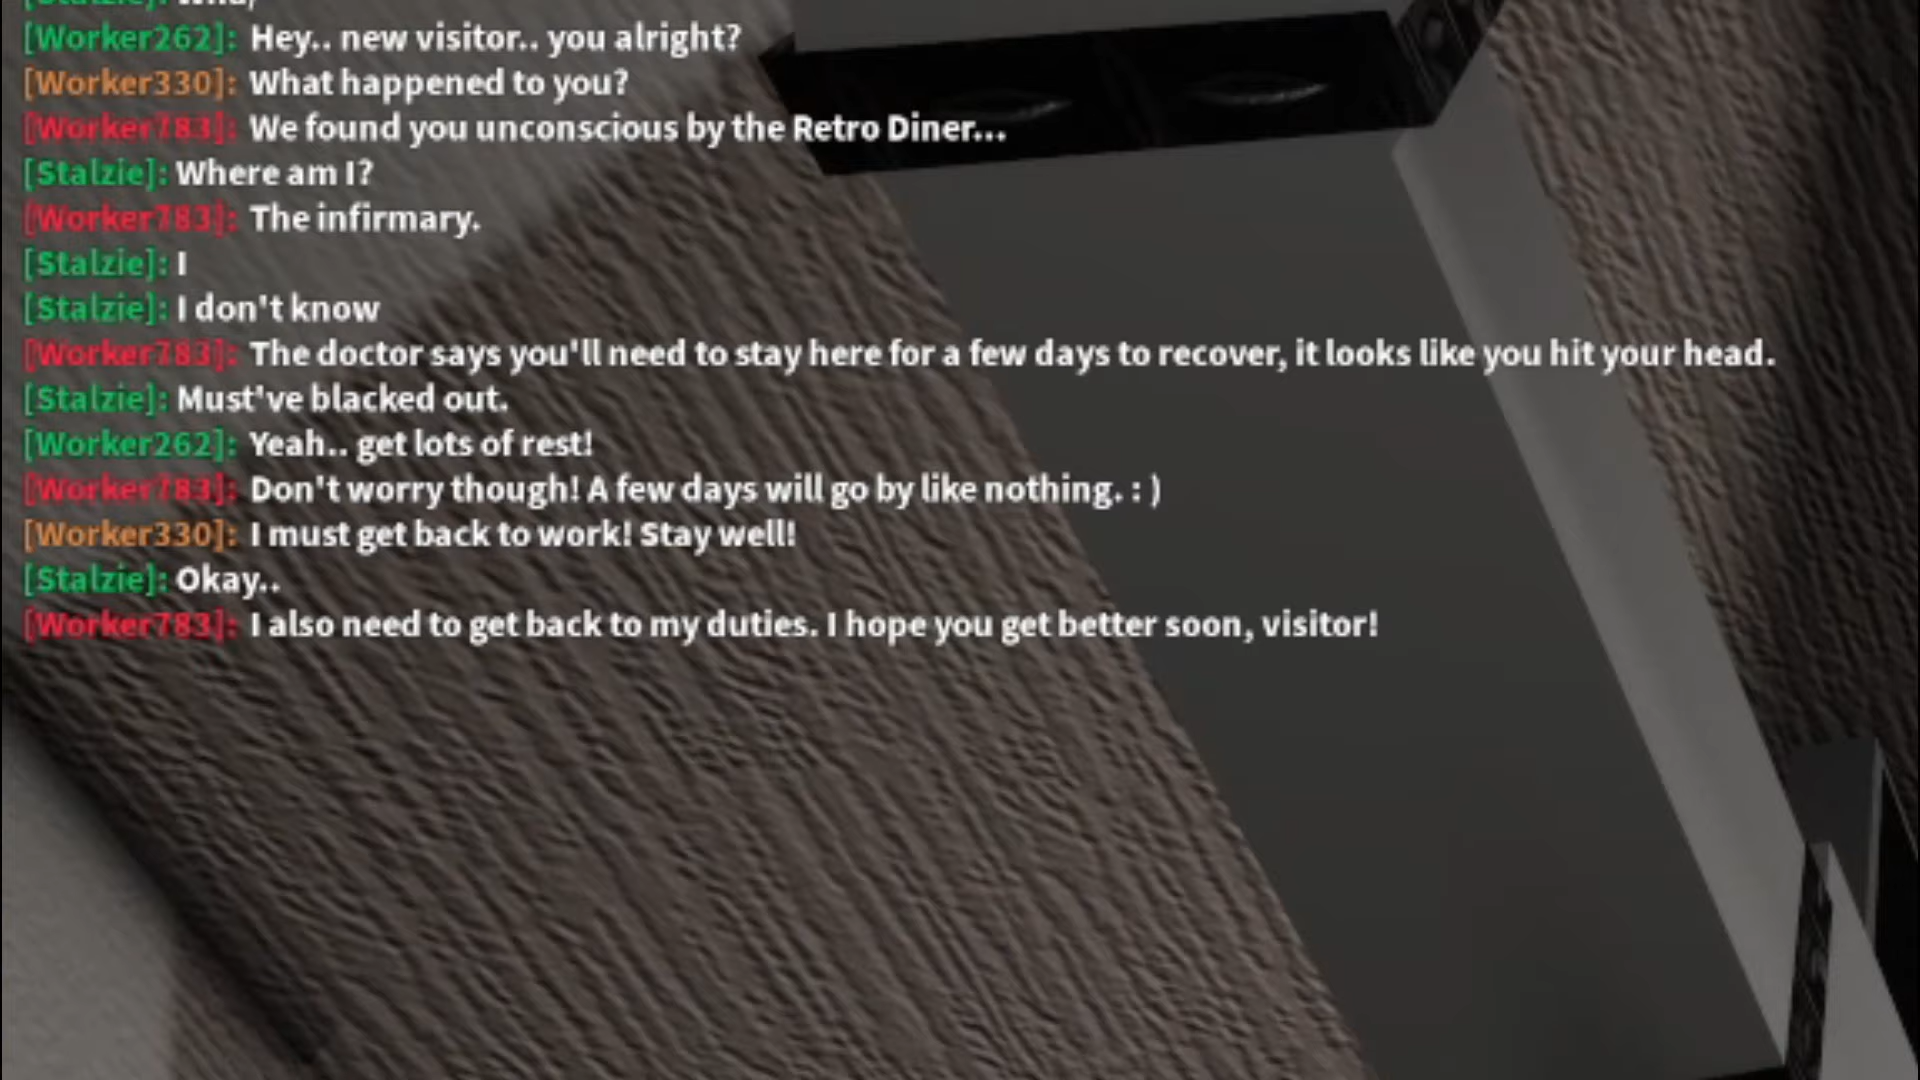 [Worker262]: Hey.. new visitor.. you alright?
[Worker330]: What happened to you?
[Worker783]: We found you unconscious by the Retro Diner...
[Stalzie]: Where am I?
[Worker783]: The infirmary.
[Stalzie]: I
[Stalzie]: I don't know
[Worker783]: The doctor says you'll need to stay here for a few days to recover, it looks like you hit your head.
[Stalzie]: Must've blacked out.
[Worker262]: Yeah.. get lots of rest!
[Worker783]: Don't worry though! A few days will go by like nothing. : )
[Worker330]: I must get back to work! Stay well!
[Stalzie]: Okay..
[Worker783]: I also need to get back to my duties. I hope you get better soon, visitor!